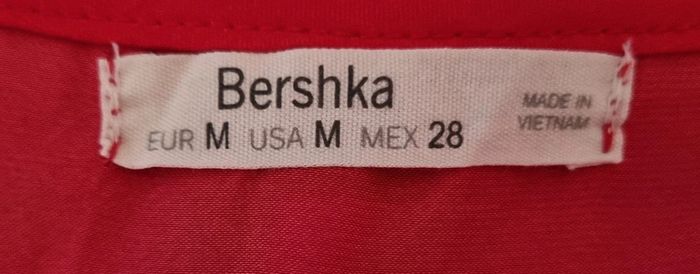 Bershka
EUR M USA M MEX 28
MADE IN
VIETNAM